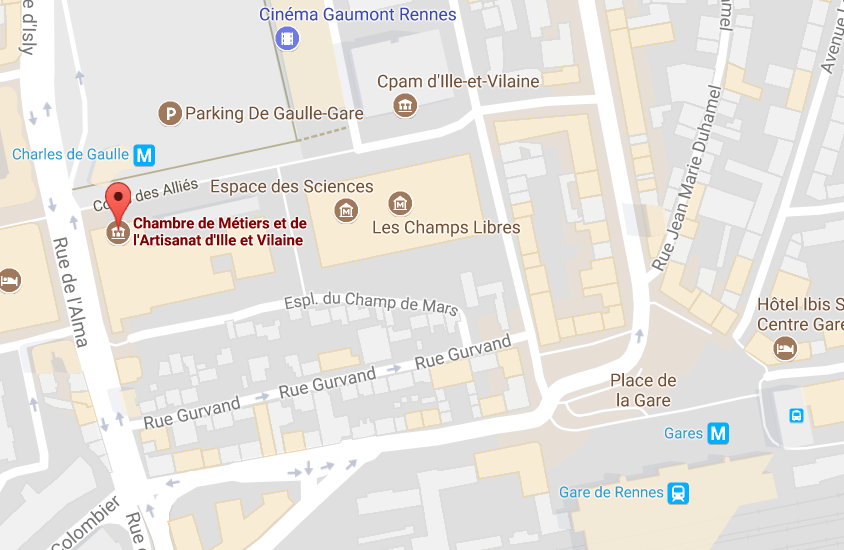 e d'Isly
Cinéma Gaumont Rennes
Cpam d'Ille-et-Vilaine
P
Parking De Gaulle-Gare
Charles de Gaulle M
des Alliés
Espace des Sciences
Les Champs Libres
Chambre de Métiers et de
l'Artisanat d'Ille et Vilaine
Rue de l'Alma
Espl. du Champ de Mars
Rue Gurvand
Rue Gurvand
Rue Gurvand
Rue Jean Marie Duhamel
amel
Avenue
Hôtel Ibis S
Centre Gare
Place de
la Gare
Gares M
Gare de Rennes
Colombier
Rue